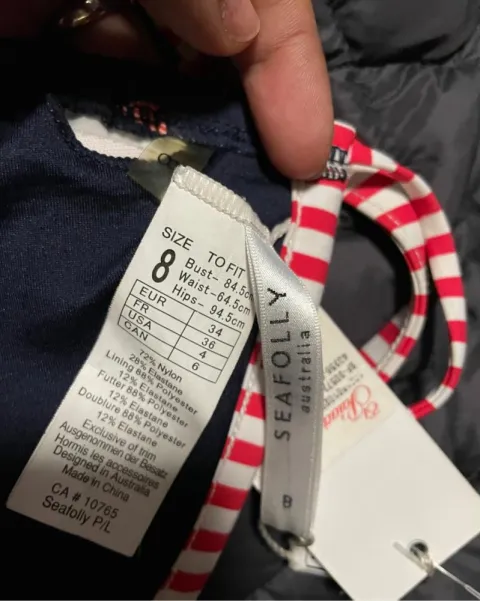 SIZE TO FIT
8
Bust- 84.5cm
Waist-64.5cm
Hips- 94.5cm
EUR 34
FR 36
USA 4
CAN 6
72% Nylon
28% Elastane
Lining 88% Polye
12% Elastane
Futter 88% Polyester
12% Elastane
Doublure 88% Polyester
12% Elastane
Exclusive of trim
Ausgenommen der Besatz
Hormis les accessoires
Designed in Australia
Made in China
CA # 10765
Seafolly P/L
SEAFOLLY
australia
8